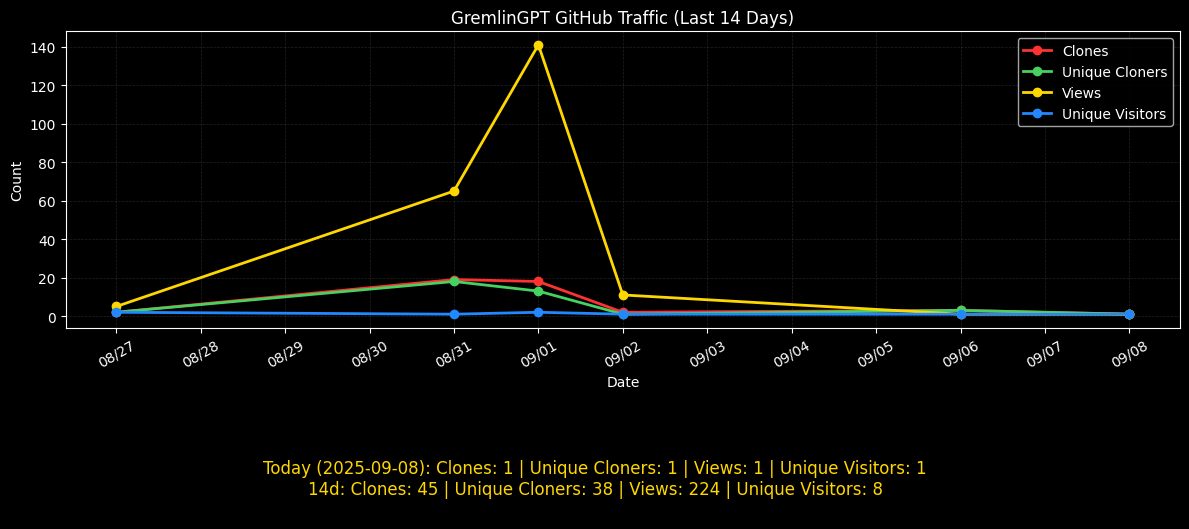 GremlinGPT GitHub Traffic (Last 14 Days)
Clones
Unique Cloners
Views
Unique Visitors
Count
140
120
100
80
60
40
20
0
08/27
08/28
08/29
08/30
08/31
09/01
09/02
09/03
09/04
09/05
09/06
09/07
09/08
Date
Today (2025-09-08): Clones: 1 | Unique Cloners: 1 | Views: 1 | Unique Visitors: 1
14d: Clones: 45 | Unique Cloners: 38 | Views: 224 | Unique Visitors: 8